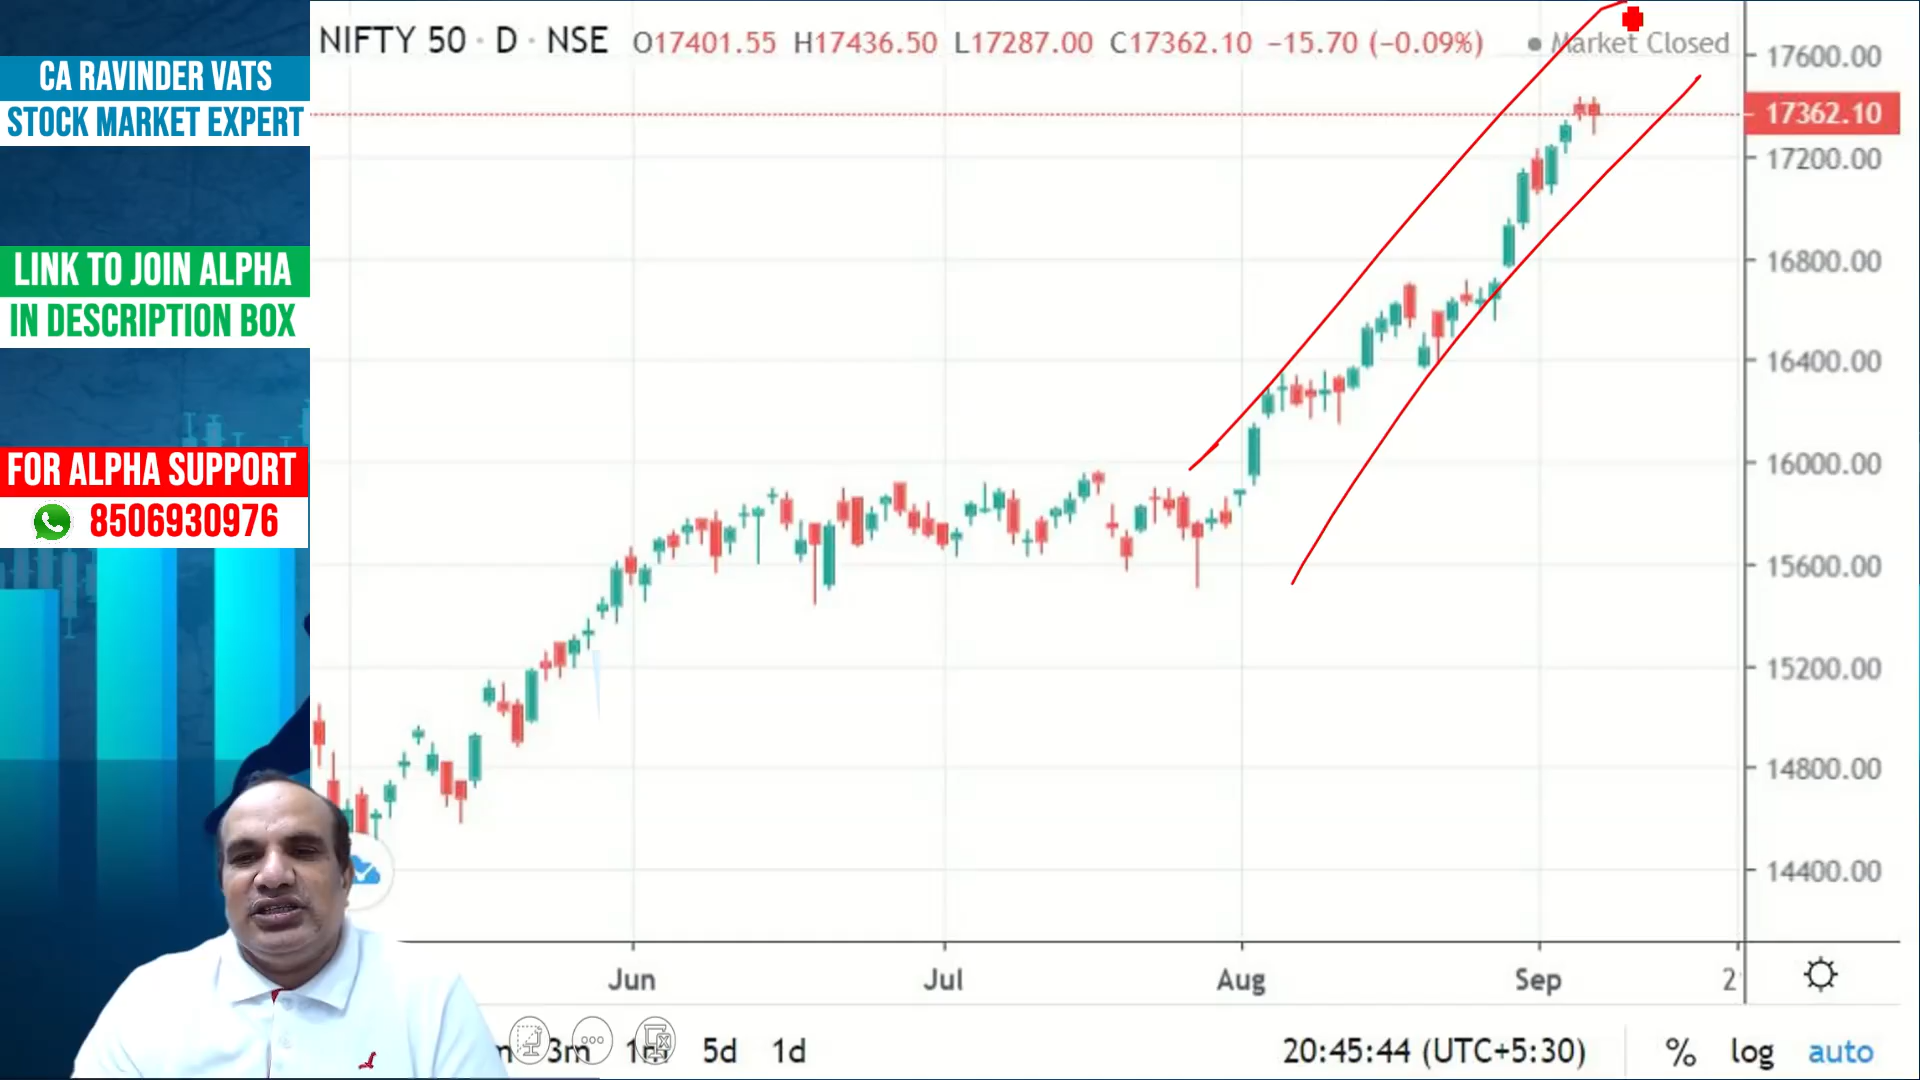 CA RAVINDER VATS
STOCK MARKET EXPERT
LINK TO JOIN ALPHA
IN DESCRIPTION BOX
FOR ALPHA SUPPORT
8506930976
NIFTY 50 · D · NSE O17401.55 H17436.50 L17287.00 C17362.10 −15.70 (−0.09%) Market Closed
17600.00
17362.10
17200.00
16800.00
16400.00
16000.00
15600.00
15200.00
14800.00
14400.00
Jun Jul Aug Sep 2
3m 1m 5d 1d 20:45:44 (UTC+5:30) % log auto